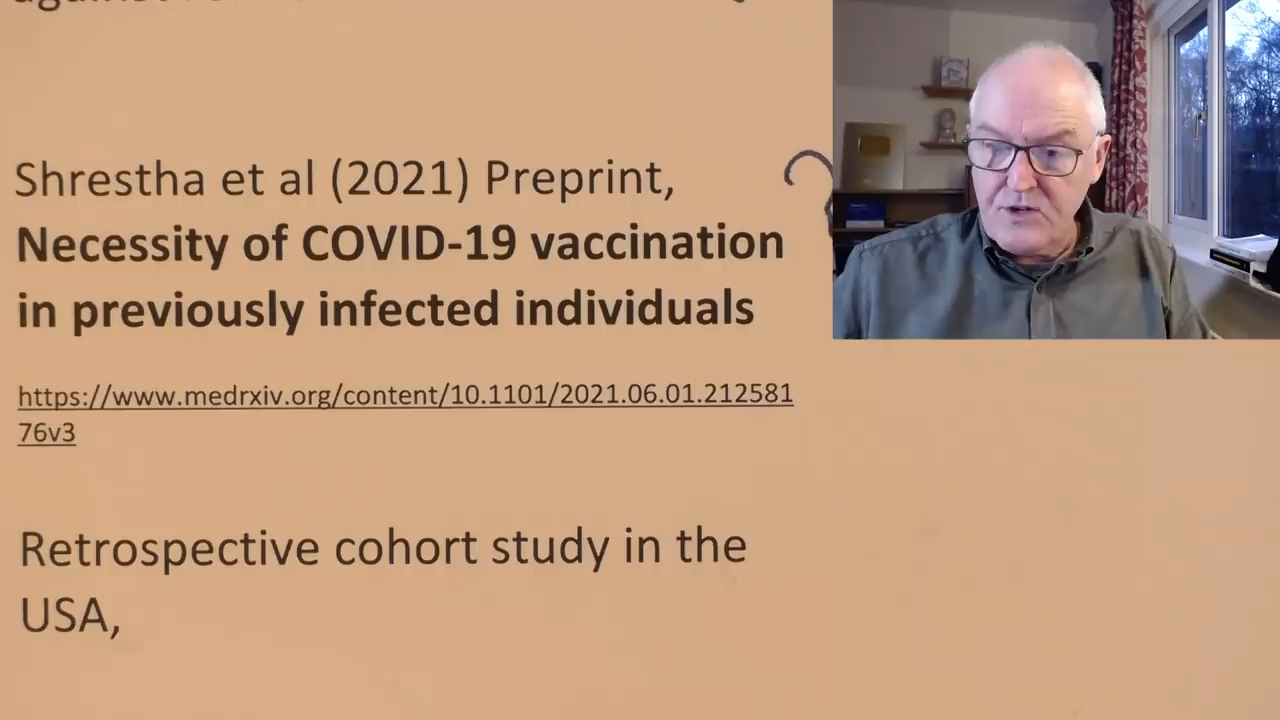 Shrestha et al (2021) Preprint,
Necessity of COVID-19 vaccination
in previously infected individuals
https://www.medrxiv.org/content/10.1101/2021.06.01.212581
76v3
Retrospective cohort study in the
USA,